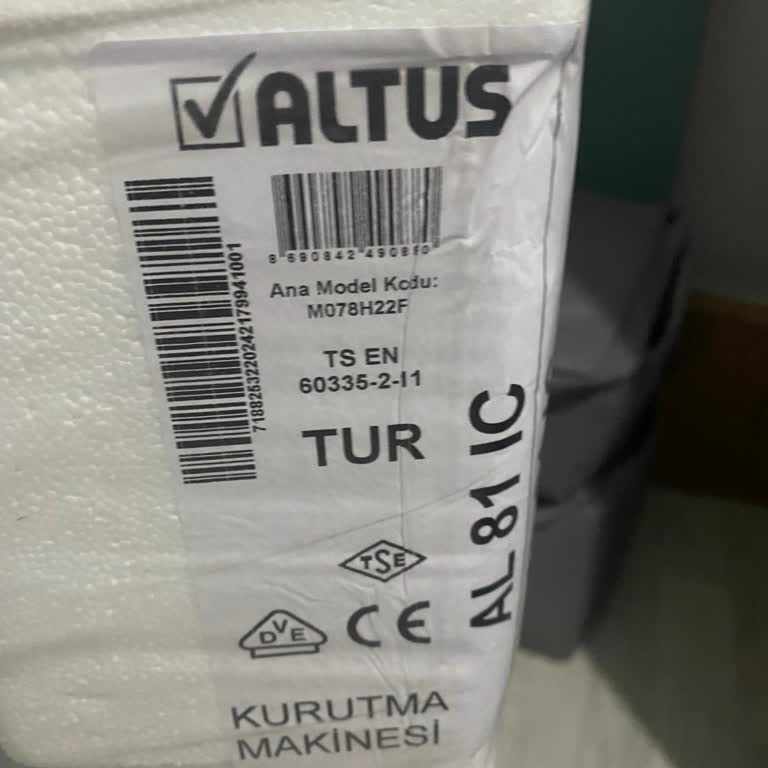 ALTUS
8 690842 490880
7188253220242179941001
Ana Model Kodu:
M078H22F
TS EN
60335-2-11
TUR
AL 81 IC
TSE
DVE
CE
KURUTMA
MAKİNESİ